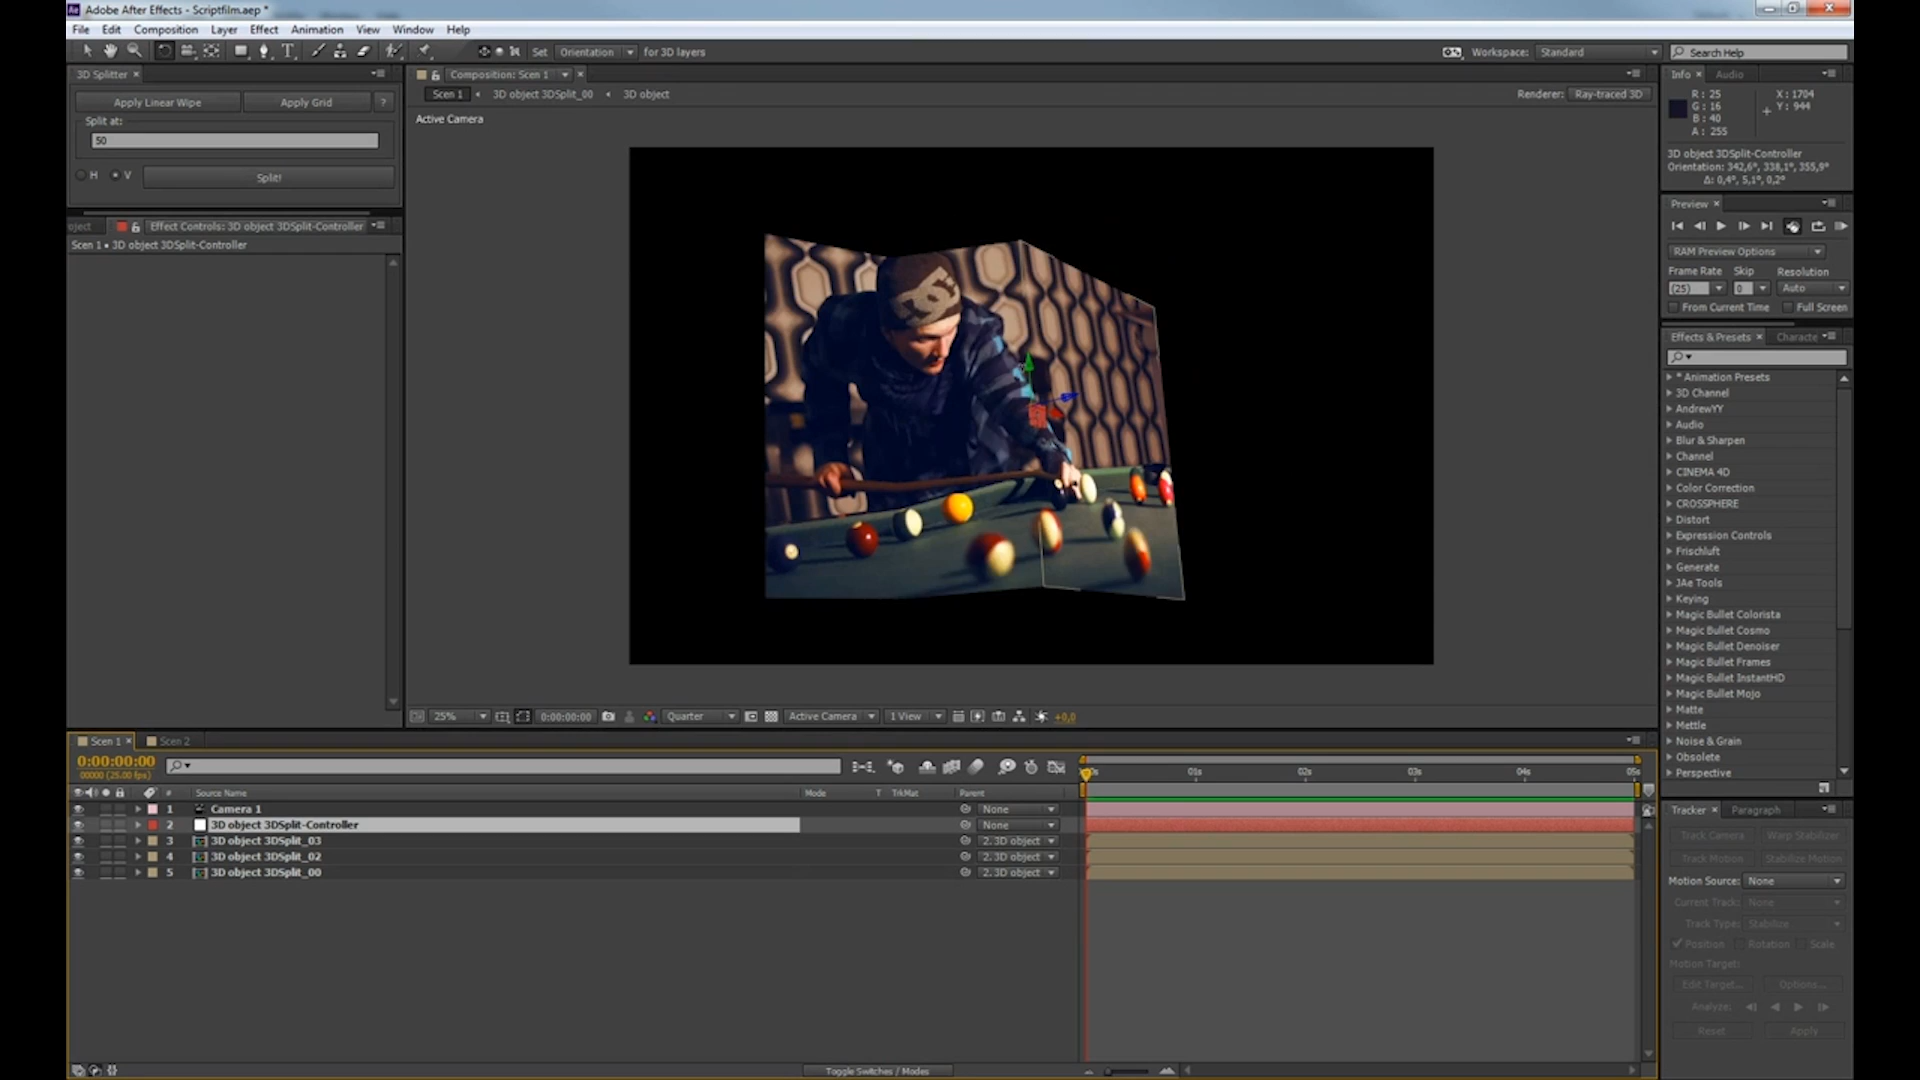 Adobe After Effects - Scriptfilm.aep *
File Edit Composition Layer Effect Animation View Window Help
Set Orientation for 3D layers
Workspace: Standard
Search Help
3D Splitter
Apply Linear Wipe Apply Grid ?
Split at:
50
H V Split!
Effect Controls: 3D object 3DSplit-Controller
Scen 1 • 3D object 3DSplit-Controller
Composition: Scen 1
Scen 1 3D object 3DSplit_00 3D object
Renderer: Ray-traced 3D
Active Camera
25% 0:00:00:00 Quarter Active Camera 1 View +0,0
Info Audio
R: 25 X: 1704
G: 16 Y: 944
B: 40
A: 255
3D object 3DSplit-Controller
Orientation: 342,6°, 338,1°, 355,9°
Δ: 0,4°, 5,1°, 0,2°
Preview
RAM Preview Options
Frame Rate Skip Resolution
(25) 0 Auto
From Current Time Full Screen
Effects & Presets Characte
* Animation Presets
3D Channel
AndrewYY
Audio
Blur & Sharpen
Channel
CINEMA 4D
Color Correction
CROSSPHERE
Distort
Expression Controls
Frischluft
Generate
JAe Tools
Keying
Magic Bullet Colorista
Magic Bullet Cosmo
Magic Bullet Denoiser
Magic Bullet Frames
Magic Bullet InstantHD
Magic Bullet Mojo
Matte
Mettle
Noise & Grain
Obsolete
Perspective
Tracker Paragraph
Track Camera Warp Stabilizer
Track Motion Stabilize Motion
Motion Source: None
Current Track: None
Track Type: Stabilize
Position Rotation Scale
Motion Target:
Edit Target... Options...
Analyze:
Reset Apply
Scen 1 Scen 2
0:00:00:00
00000 (25.00 fps)
# Source Name Mode T TrkMat Parent
01s 02s 03s 04s 05s
1 Camera 1 None
2 3D object 3DSplit-Controller None
3 3D object 3DSplit_03 2. 3D object
4 3D object 3DSplit_02 2. 3D object
5 3D object 3DSplit_00 2. 3D object
Toggle Switches / Modes